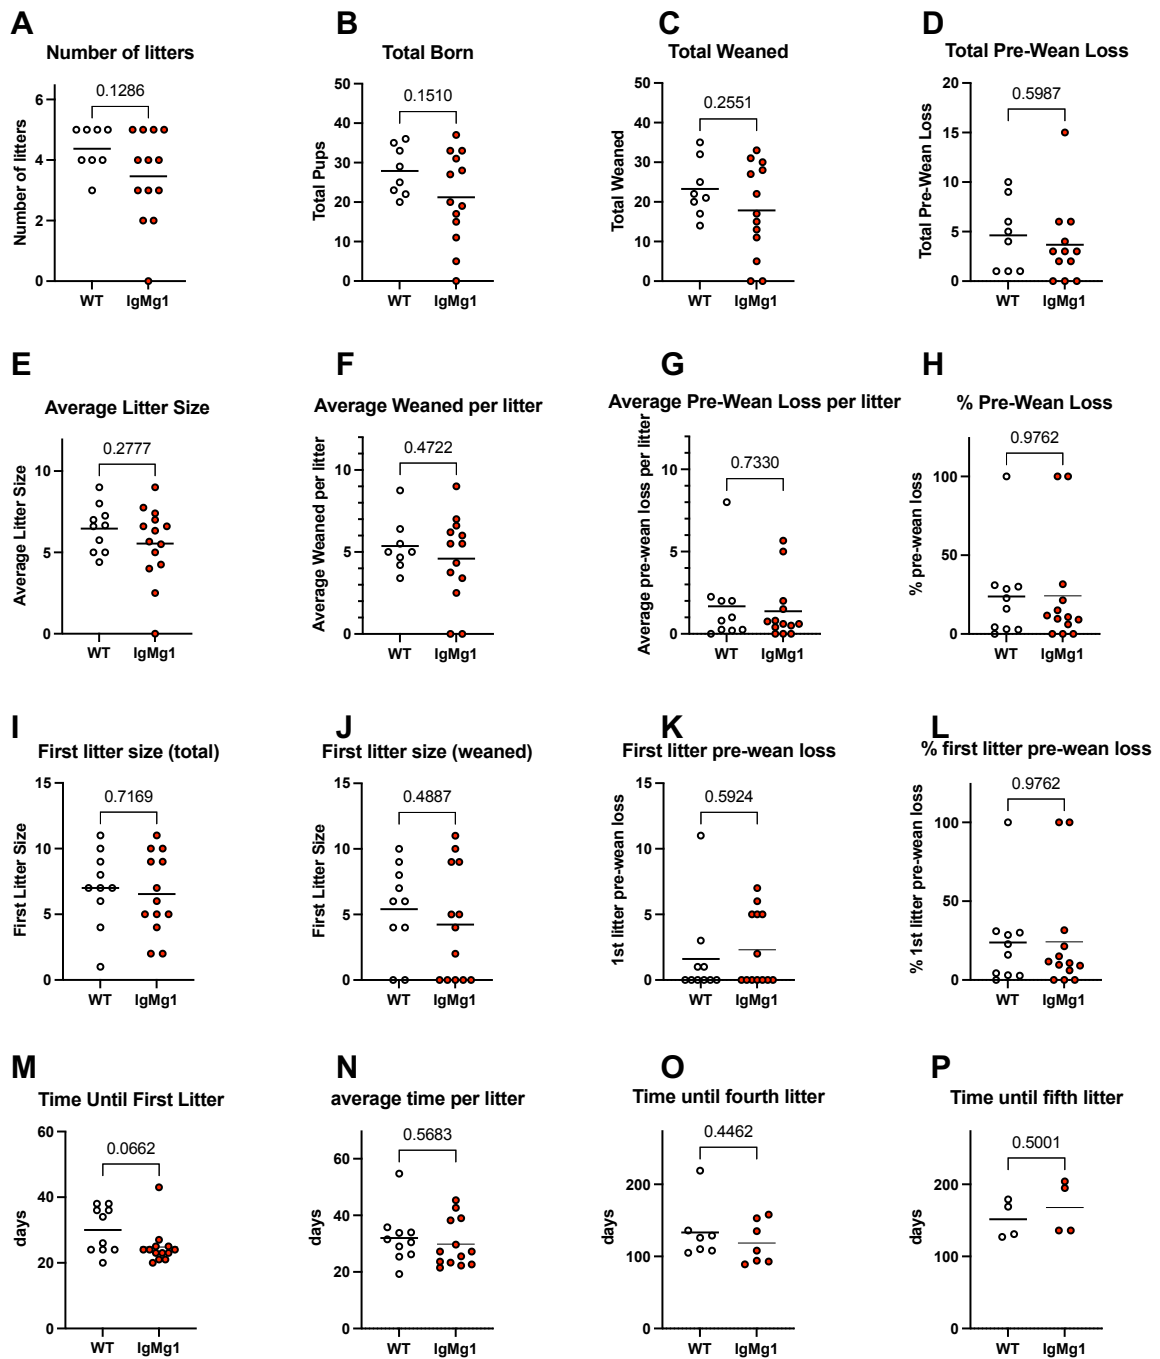 A B C D
Number of litters Total Born Total Weaned Total Pre-Wean Loss
0.1286 0.1510 0.2551 0.5987
Number of litters
6
4
2
0
WT IgMg1
Total Pups
50
40
30
20
10
0
WT IgMg1
Total Weaned
50
40
30
20
10
0
WT IgMg1
Total Pre-Wean Loss
20
15
10
5
0
WT IgMg1
E F G H
Average Litter Size Average Weaned per litter Average Pre-Wean Loss per litter % Pre-Wean Loss
0.2777 0.4722 0.7330 0.9762
Average Litter Size
10
5
0
WT IgMg1
Average Weaned per litter
10
5
0
WT IgMg1
Average pre-wean loss per litter
10
5
0
WT IgMg1
% pre-wean loss
100
50
0
WT IgMg1
I J K L
First litter size (total) First litter size (weaned) First litter pre-wean loss % first litter pre-wean loss
0.7169 0.4887 0.5924 0.9762
First Litter Size
15
10
5
0
WT IgMg1
First Litter Size
15
10
5
0
WT IgMg1
1st litter pre-wean loss
15
10
5
0
WT IgMg1
% 1st litter pre-wean loss
100
50
0
WT IgMg1
M N O P
Time Until First Litter average time per litter Time until fourth litter Time until fifth litter
0.0662 0.5683 0.4462 0.5001
days
60
40
20
0
WT IgMg1
days
60
40
20
0
WT IgMg1
days
200
100
0
WT IgMg1
days
200
100
0
WT IgMg1